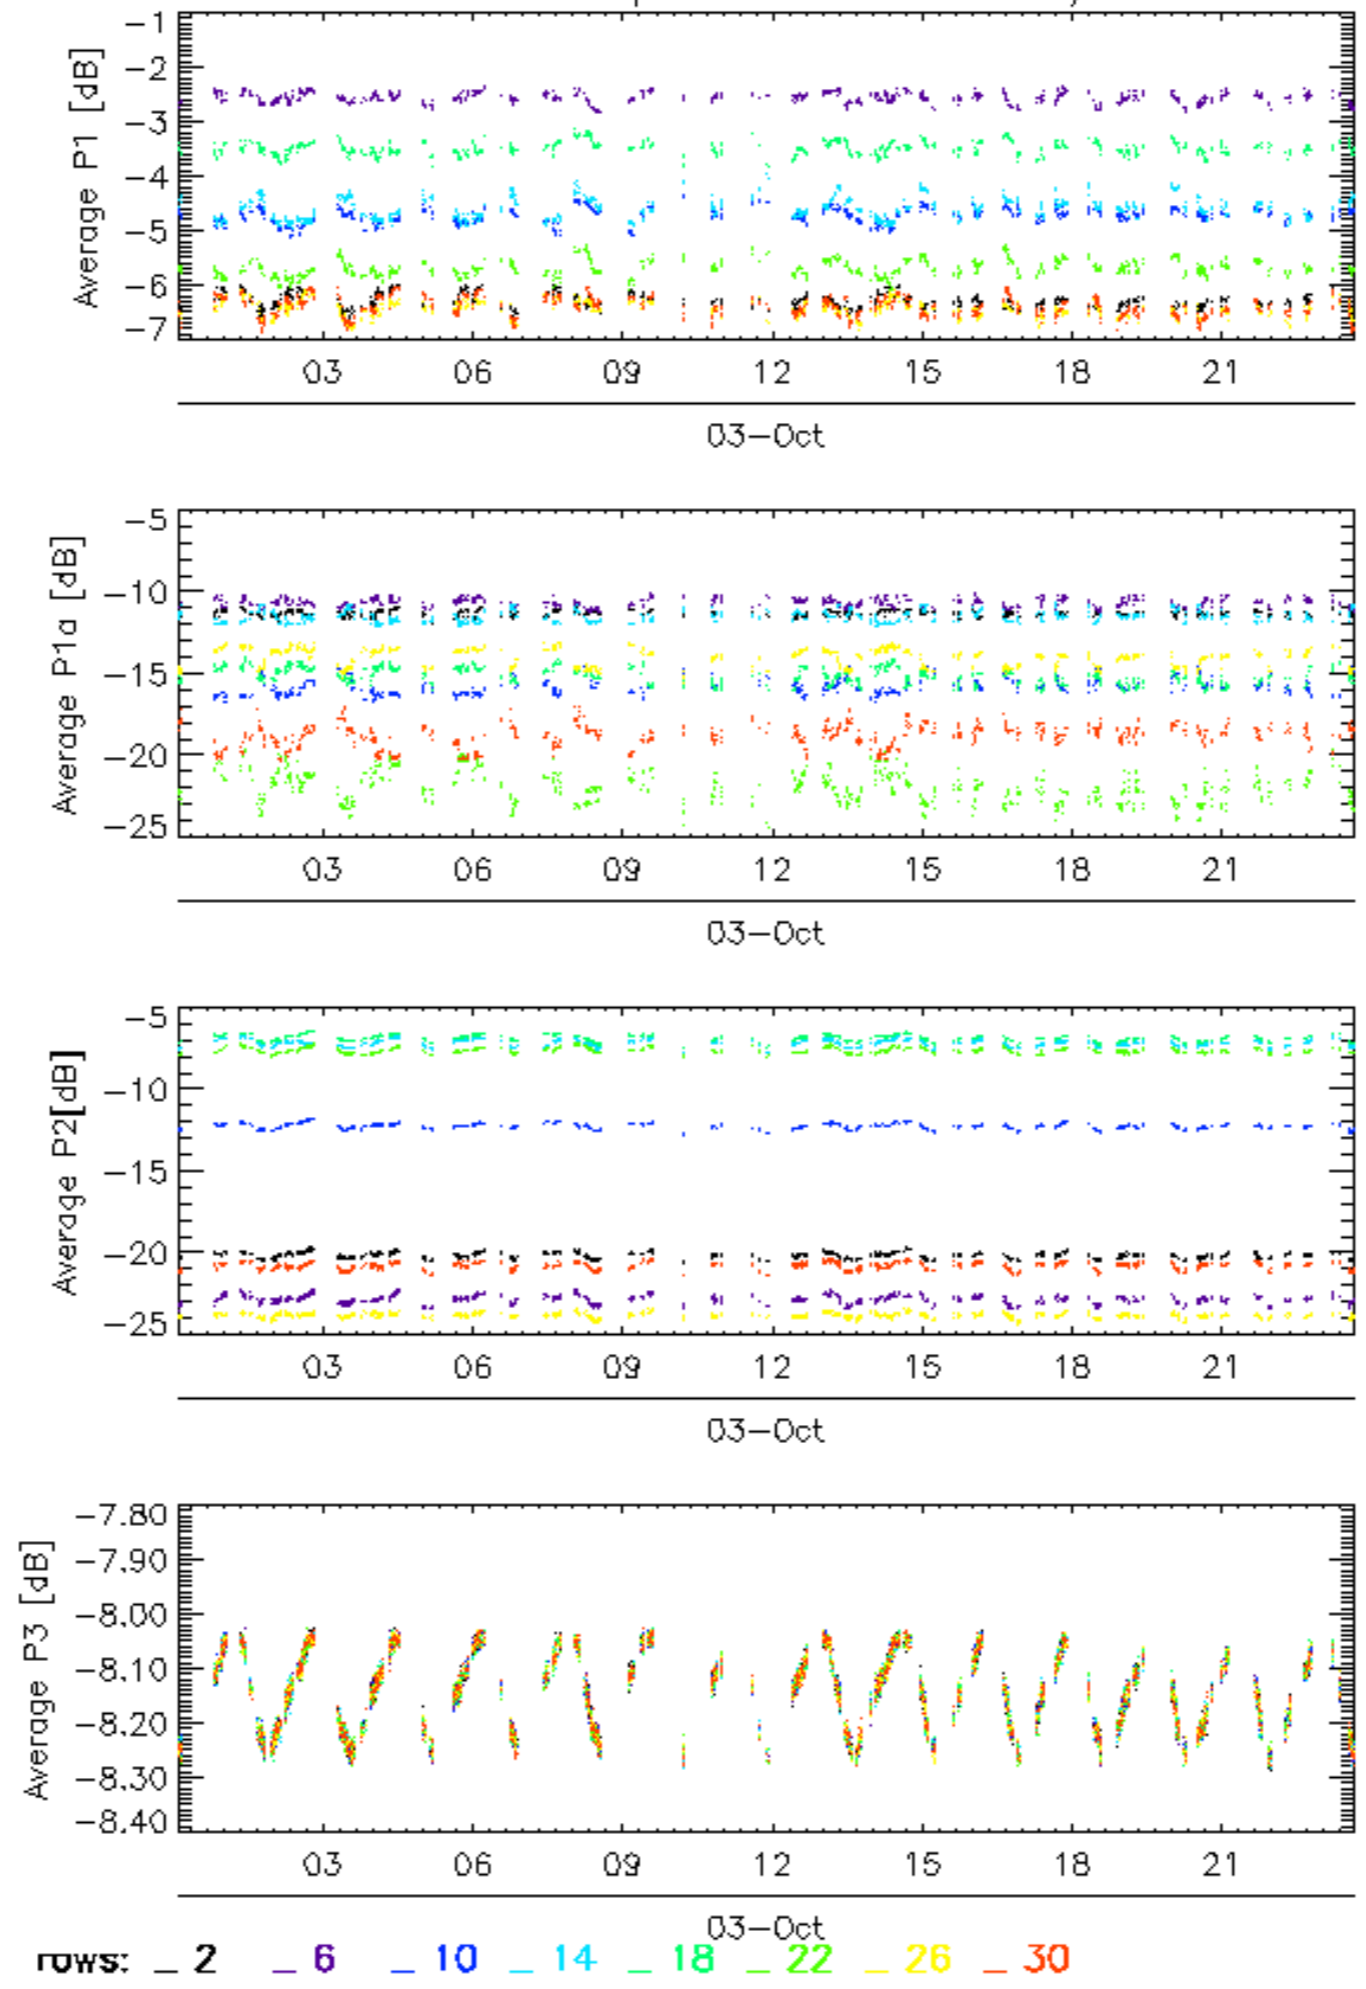 Average P1 [dB]
-1
-2
-3
-4
-5
-6
-7
03 06 09 12 15 18 21
03-Oct
Average P1a [dB]
-5
-10
-15
-20
-25
03 06 09 12 15 18 21
03-Oct
Average P2[dB]
-5
-10
-15
-20
-25
03 06 09 12 15 18 21
03-Oct
Average P3 [dB]
-7.80
-7.90
-8.00
-8.10
-8.20
-8.30
-8.40
03 06 09 12 15 18 21
03-Oct
rows: _ 2 _ 6 _ 10 _ 14 _ 18 _ 22 _ 26 _ 30